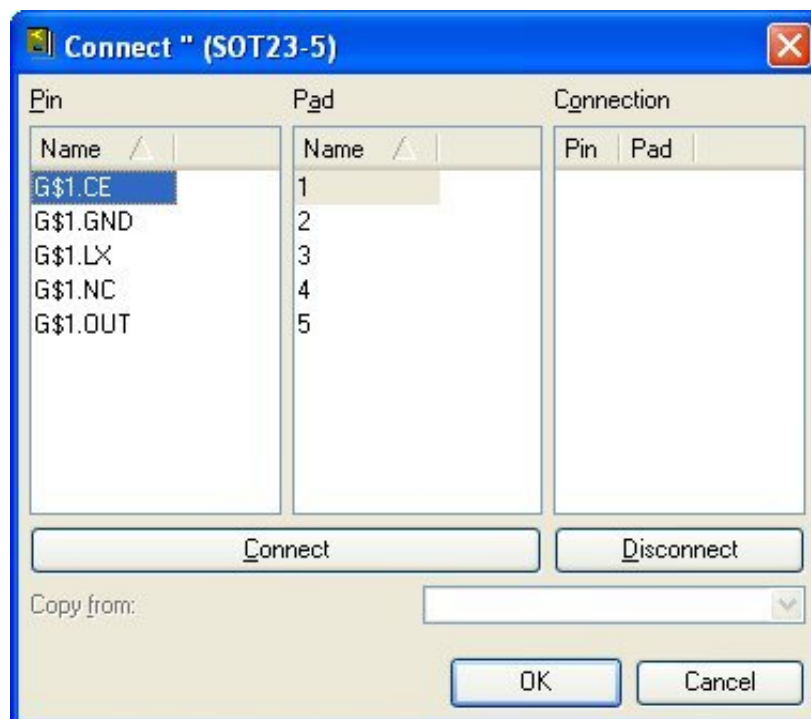 Connect '' (SOT23-5)
Pin Pad Connection
Name Name Pin Pad
G$1.CE 1
G$1.GND 2
G$1.LX 3
G$1.NC 4
G$1.OUT 5
Connect Disconnect
Copy from:
OK Cancel